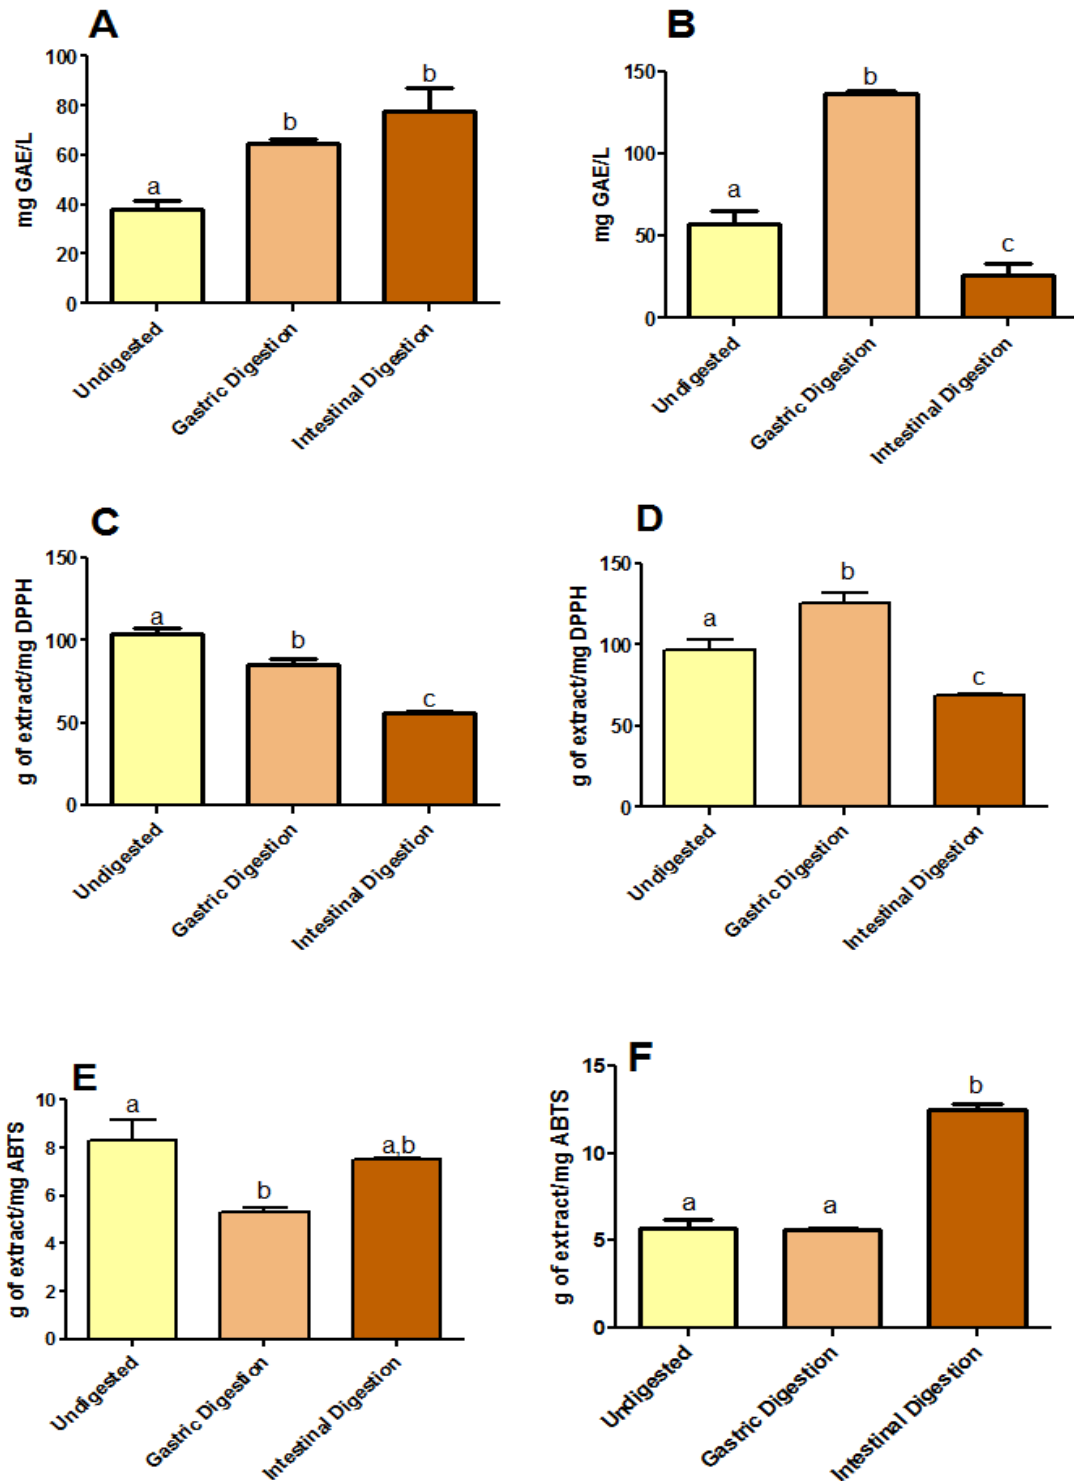 A
mg GAE/L
100
80
60
40
20
0
a
b
b
Undigested
Gastric Digestion
Intestinal Digestion
B
mg GAE/L
150
100
50
0
a
b
c
Undigested
Gastric Digestion
Intestinal Digestion
C
g of extract/mg DPPH
150
100
50
0
a
b
c
Undigested
Gastric Digestion
Intestinal Digestion
D
g of extract/mg DPPH
150
100
50
0
a
b
c
Undigested
Gastric Digestion
Intestinal Digestion
E
g of extract/mg ABTS
10
8
6
4
2
0
a
b
a,b
Undigested
Gastric Digestion
Intestinal Digestion
F
g of extract/mg ABTS
15
10
5
0
a
a
b
Undigested
Gastric Digestion
Intestinal Digestion